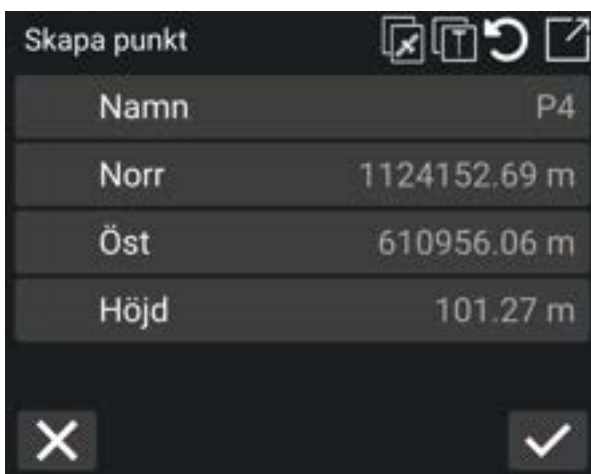 Skapa punkt
Namn P4
Norr 1124152.69 m
Öst 610956.06 m
Höjd 101.27 m